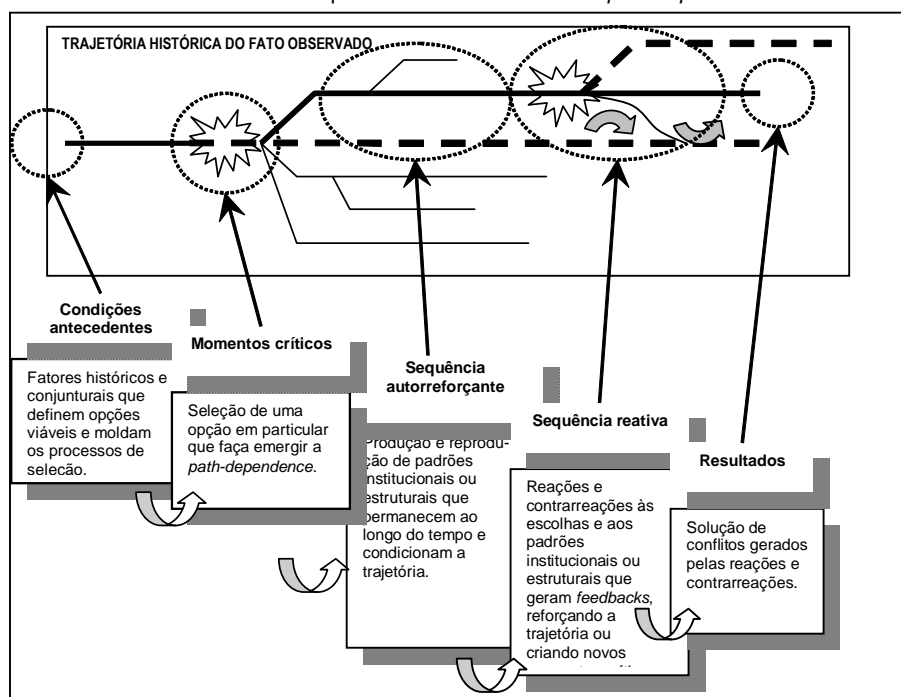 TRAJETÓRIA HISTÓRICA DO FATO OBSERVADO
Condições
antecedentes
Fatores históricos e
conjunturais que
definem opções
viáveis e moldam
os processos de
seleção.
Momentos críticos
Seleção de uma
opção em particular
que faça emergir a
path-dependence.
Sequência
autorreforçante
Produção e reprodu-
ção de padrões
institucionais ou
estruturais que
permanecem ao
longo do tempo e
condicionam a
trajetória.
Sequência reativa
Reações e
contrarreações às
escolhas e aos
padrões
institucionais ou
estruturais que
geram feedbacks,
reforçando a
trajetória ou
criando novos
Resultados
Solução de
conflitos gerados
pelas reações e
contrarreações.